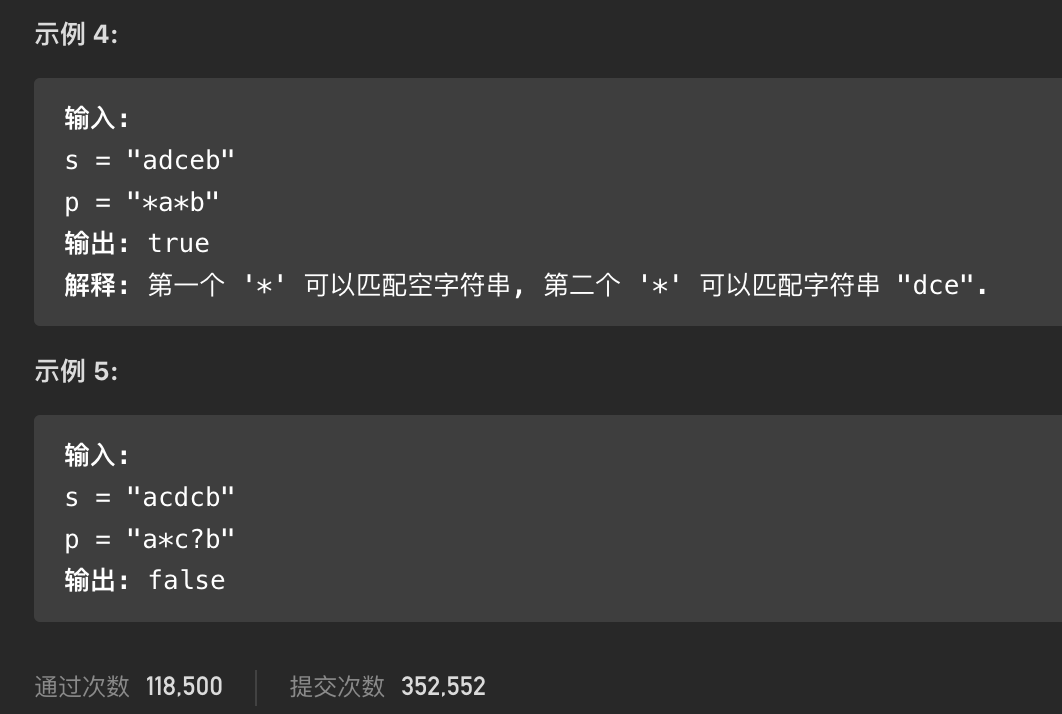 示例 4:
输入:
s = "adceb"
p = "*a*b"
输出: true
解释: 第一个 '*' 可以匹配空字符串, 第二个 '*' 可以匹配字符串 "dce".
示例 5:
输入:
s = "acdcb"
p = "a*c?b"
输出: false
通过次数 118,500 提交次数 352,552